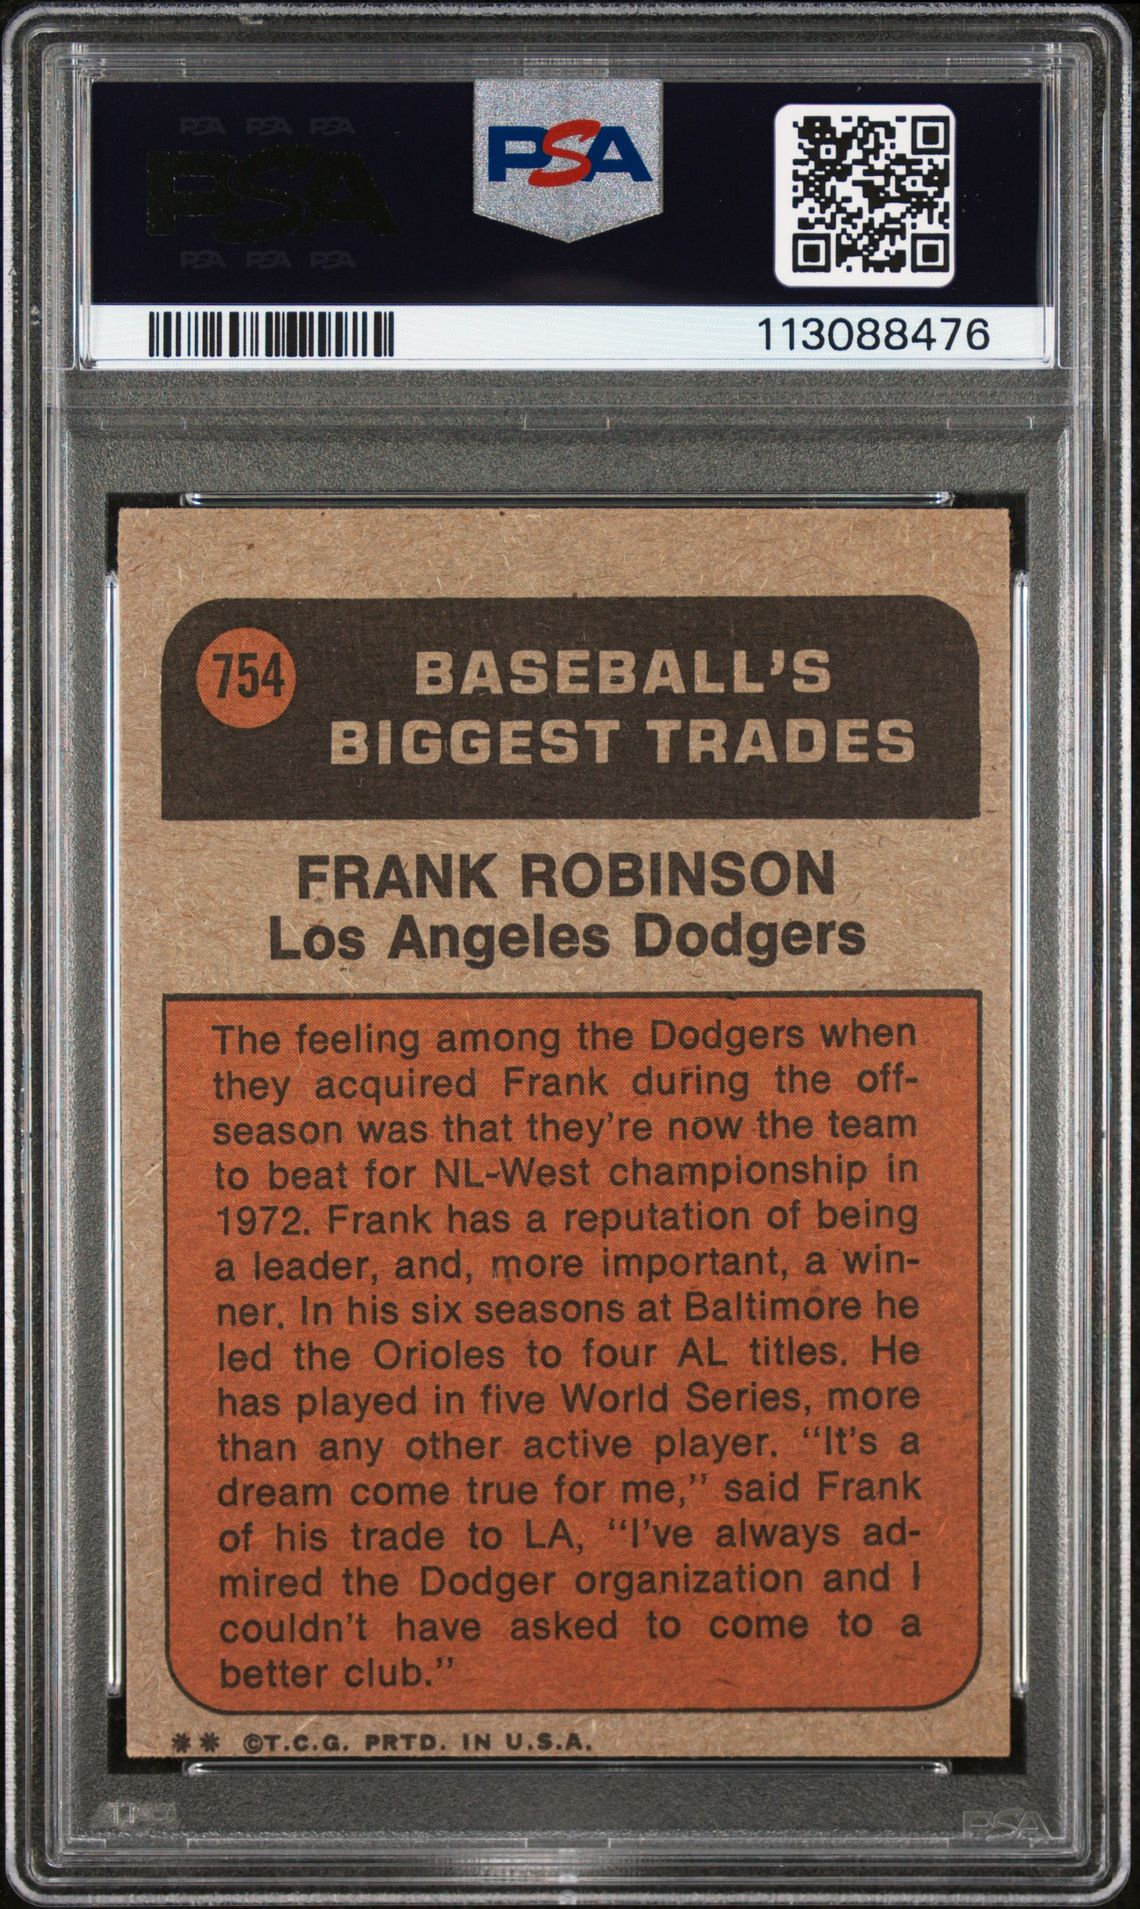 PSA PSA PSA
PSA
PSA PSA PSA
PSA
113088476
754
BASEBALL'S
BIGGEST TRADES
FRANK ROBINSON
Los Angeles Dodgers
The feeling among the Dodgers when
they acquired Frank during the off-
season was that they're now the team
to beat for NL-West championship in
1972. Frank has a reputation of being
a leader, and, more important, a win-
ner. In his six seasons at Baltimore he
led the Orioles to four AL titles. He
has played in five World Series, more
than any other active player. "It's a
dream come true for me," said Frank
of his trade to LA, "I've always ad-
mired the Dodger organization and I
couldn't have asked to come to a
better club."
** ©T.C.G. PRTD. IN U.S.A.
PSA